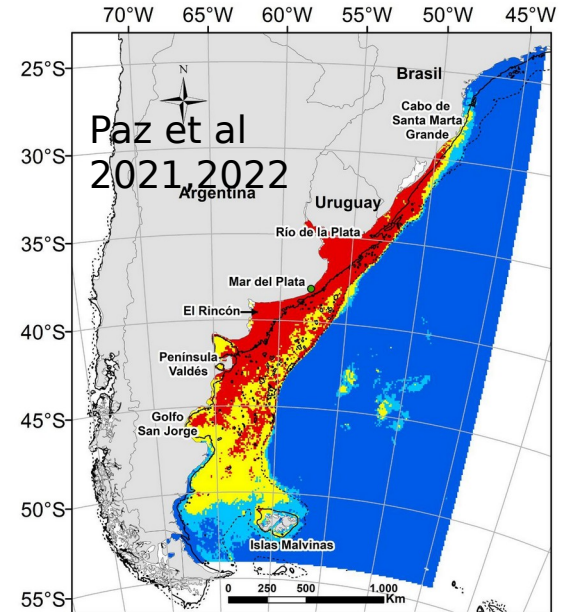 70°W 65°W 60°W 55°W 50°W 45°W
25°S
30°S
35°S
40°S
45°S
50°S
55°S
N
Paz et al
2021,2022
Argentina
Brasil
Cabo de
Santa Marta
Grande
Uruguay
Río de la Plata
Mar del Plata
El Rincón
Península
Valdés
Golfo
San Jorge
Islas Malvinas
0 250 500 1.000
Km